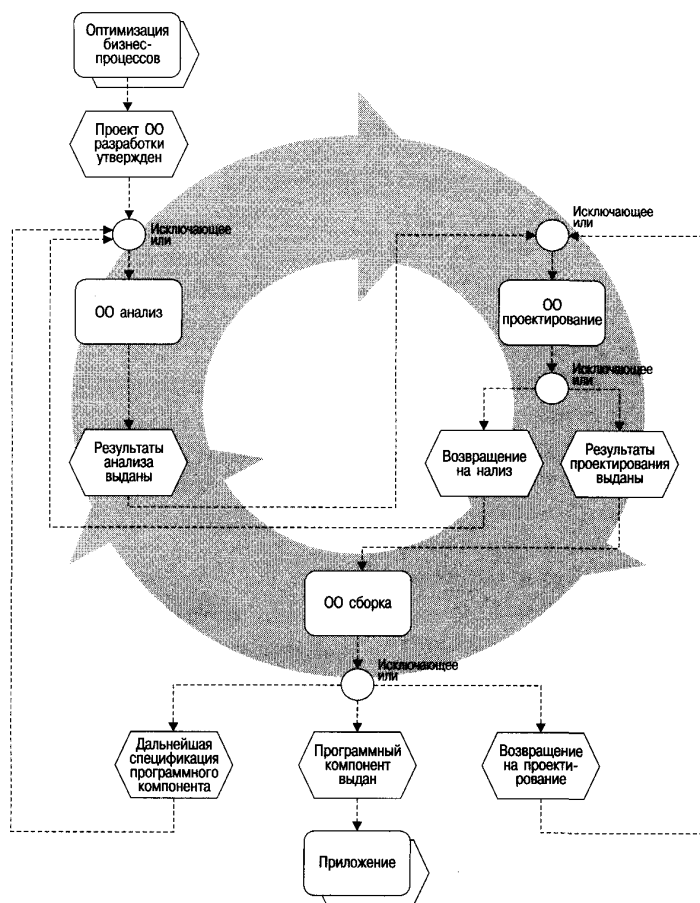 Оптимизация
бизнес-
процессов
Проект ОО
разработки
утвержден
Исключающее
или
Исключающее
или
ОО анализ
ОО
проектирование
Исключающее
или
Результаты
анализа
выданы
Возвращение
на нализ
Результаты
проектирования
выданы
ОО сборка
Исключающее
или
Дальнейшая
спецификация
программного
компонента
Программный
компонент
выдан
Возвращение
на проекти-
рование
Приложение